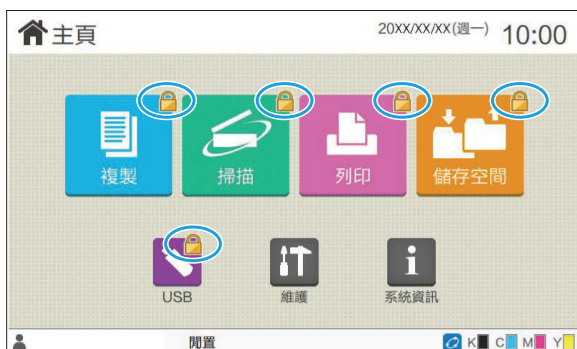 主頁
20XX/XX/XX(週一) 10:00
複製 掃描 列印 儲存空間
USB 維護 系統資訊
閒置 K C M Y